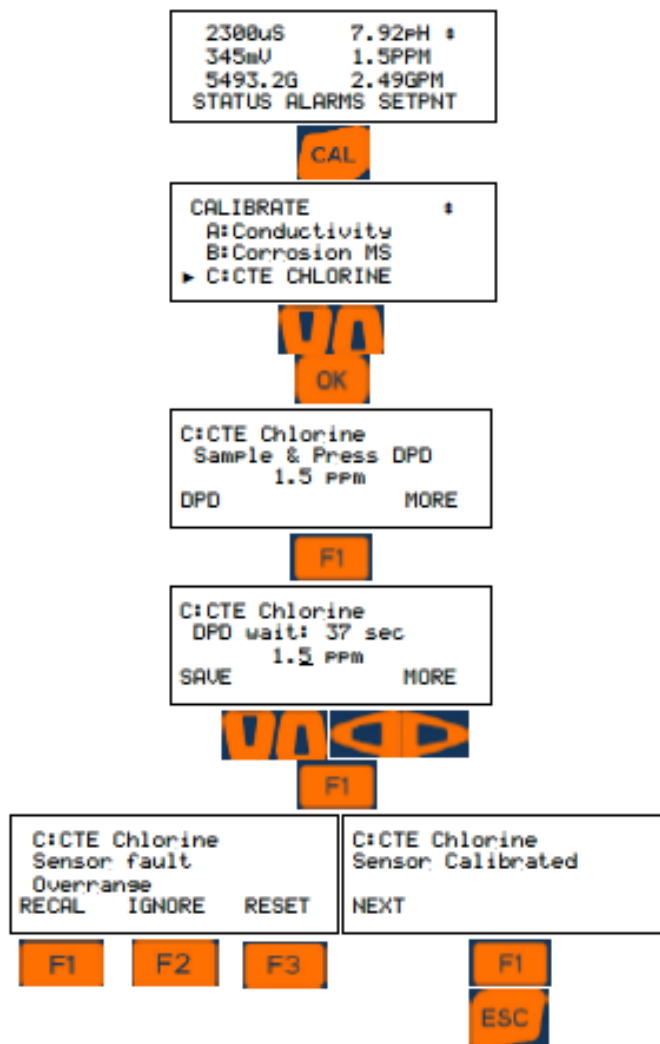 2300uS 7.92pH ⬍
345mV 1.5PPM
5493.2G 2.49GPM
STATUS ALARMS SETPNT
CAL
CALIBRATE ⬍
A:Conductivity
B:Corrosion MS
► C:CTE CHLORINE
OK
C:CTE Chlorine
Sample & Press DPD
1.5 ppm
DPD MORE
F1
C:CTE Chlorine
DPD wait: 37 sec
1.5 ppm
SAVE MORE
F1
C:CTE Chlorine
Sensor fault
Overrange
RECAL IGNORE RESET
F1 F2 F3
C:CTE Chlorine
Sensor Calibrated
NEXT
F1
ESC